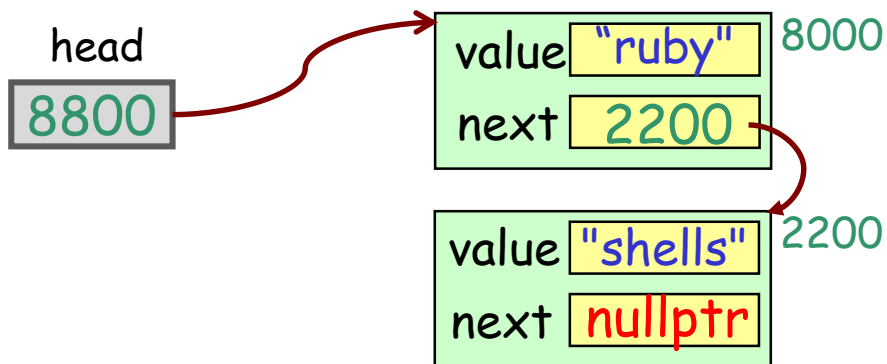 head
8800
value "ruby" 8000
next 2200
value "shells" 2200
next nullptr